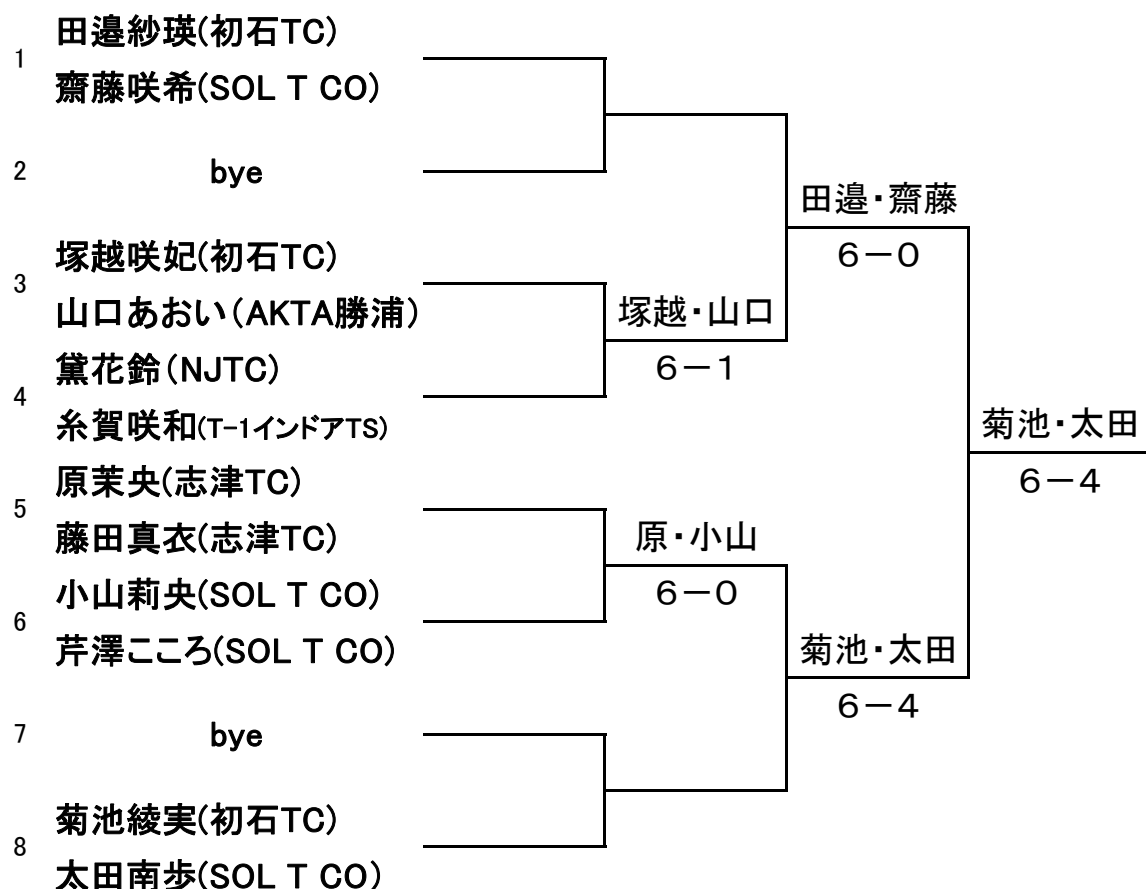 1
田邉紗瑛(初石TC)
齋藤咲希(SOL T CO)
2
bye
3
塚越咲妃(初石TC)
山口あおい（AKTA勝浦）
4
黛花鈴（NJTC）
糸賀咲和(T-1インドアTS)
5
原茉央(志津TC)
藤田真衣(志津TC)
6
小山莉央(SOL T CO)
芹澤こころ(SOL T CO)
7
bye
8
菊池綾実(初石TC)
太田南歩(SOL T CO)
塚越・山口
６－１
原・小山
６－０
田邉・齋藤
６－０
菊池・太田
６－４
菊池・太田
６－４